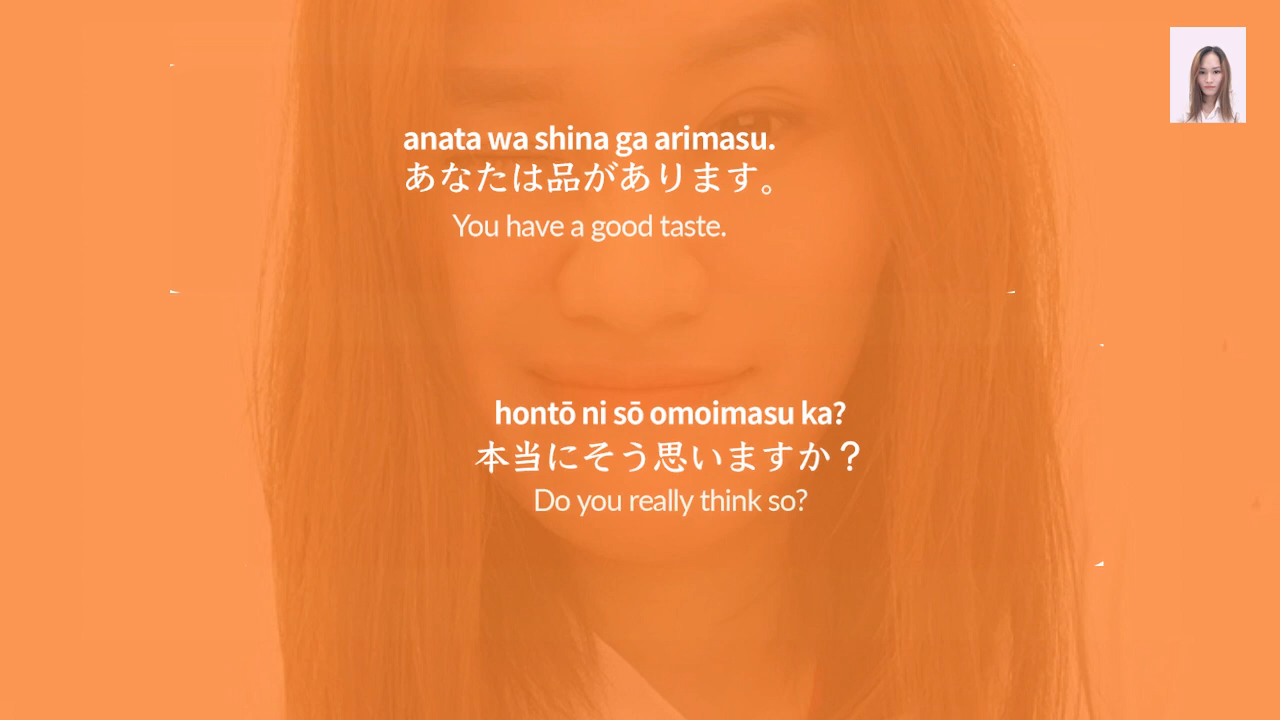 anata wa shina ga arimasu.
あなたは品があります。
You have a good taste.
hontō ni sō omoimasu ka?
本当にそう思いますか？
Do you really think so?